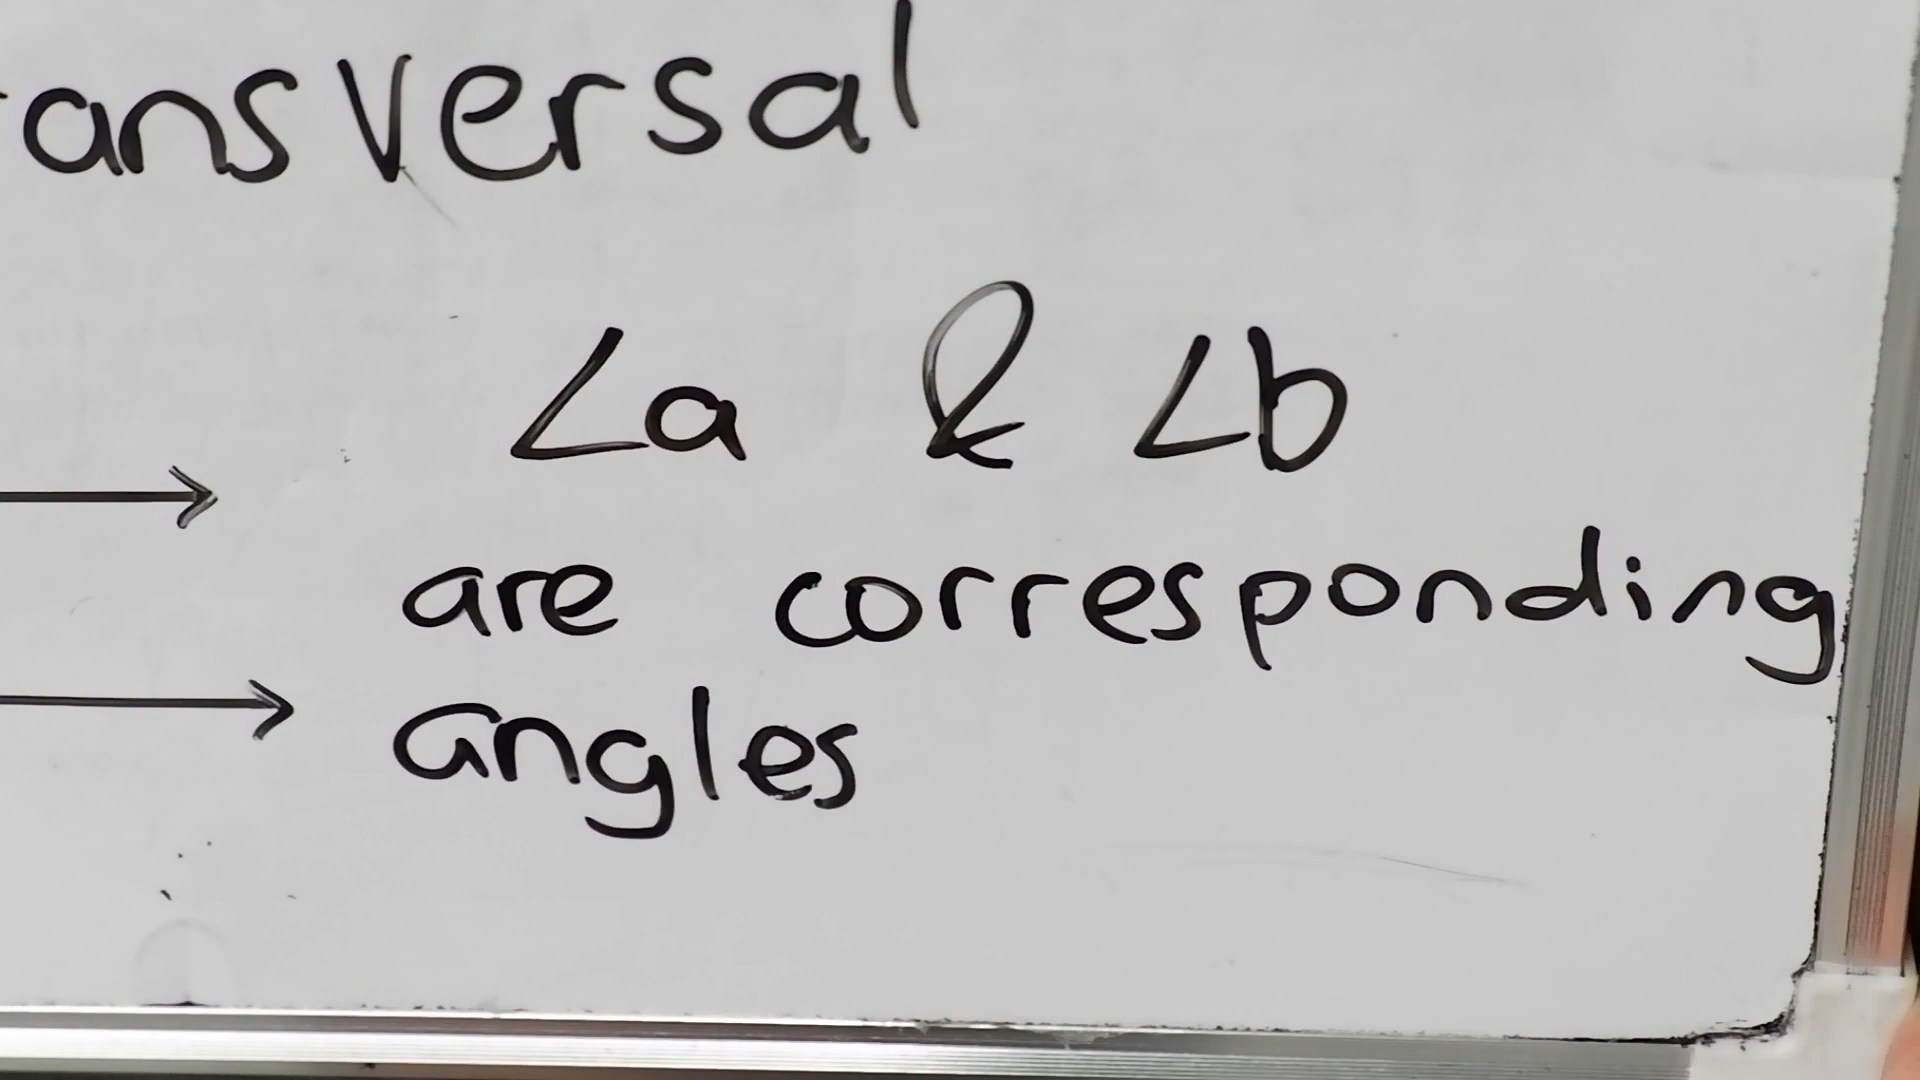 ansversal
∠a & ∠b
are corresponding
angles